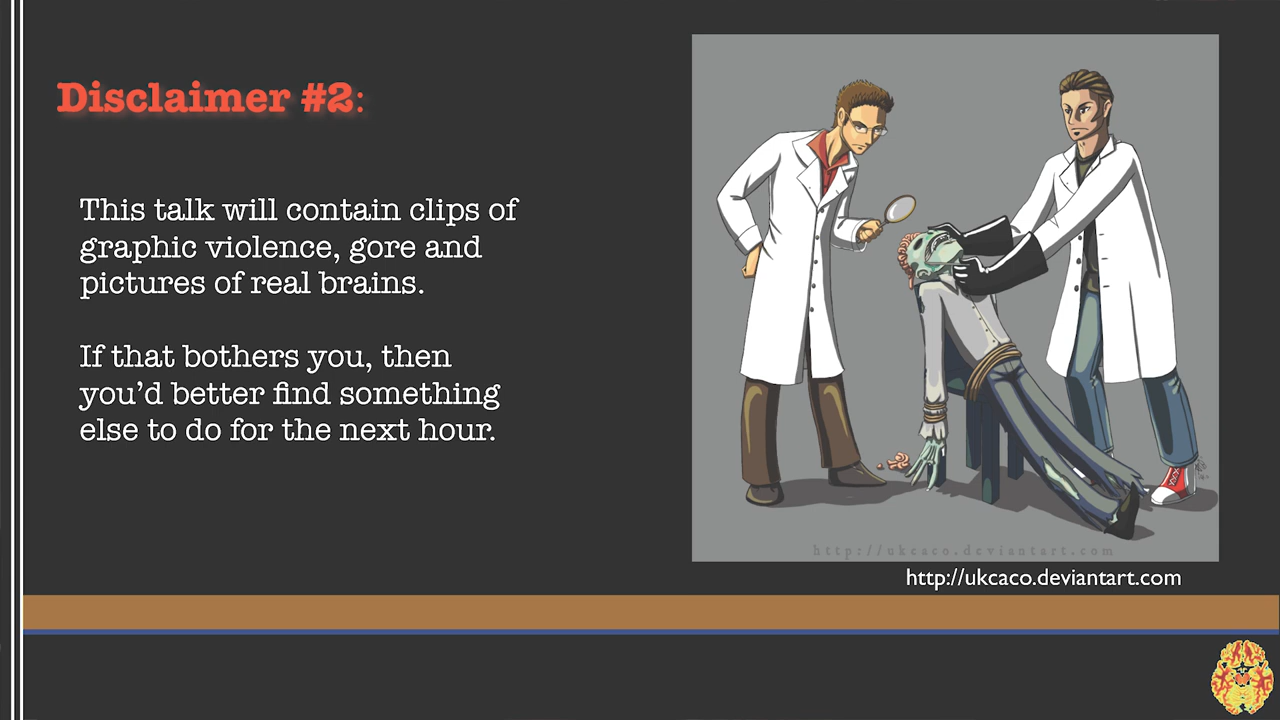 Disclaimer #2:
This talk will contain clips of
graphic violence, gore and
pictures of real brains.
If that bothers you, then
you’d better find something
else to do for the next hour.
http://ukcaco.deviantart.com
http://ukcaco.deviantart.com